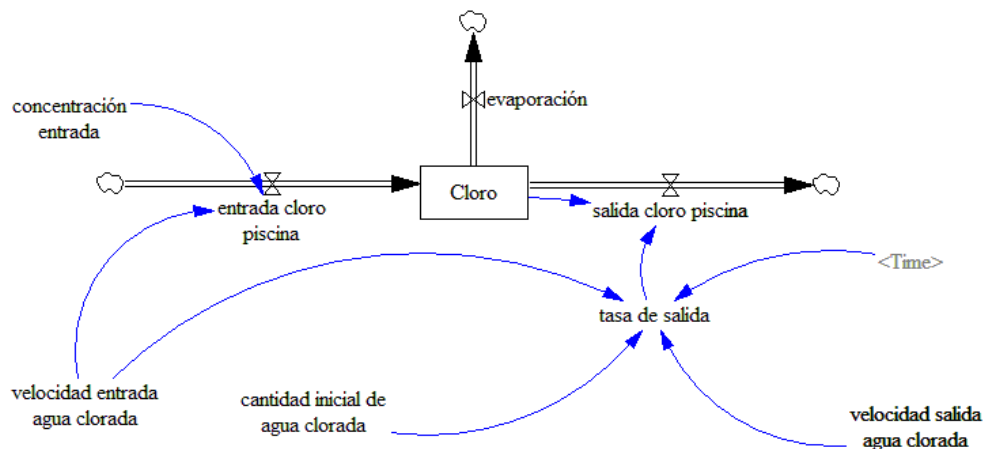 evaporación
concentración
entrada
Cloro
entrada cloro
piscina
salida cloro piscina
<Time>
tasa de salida
velocidad entrada
agua clorada
cantidad inicial de
agua clorada
velocidad salida
agua clorada